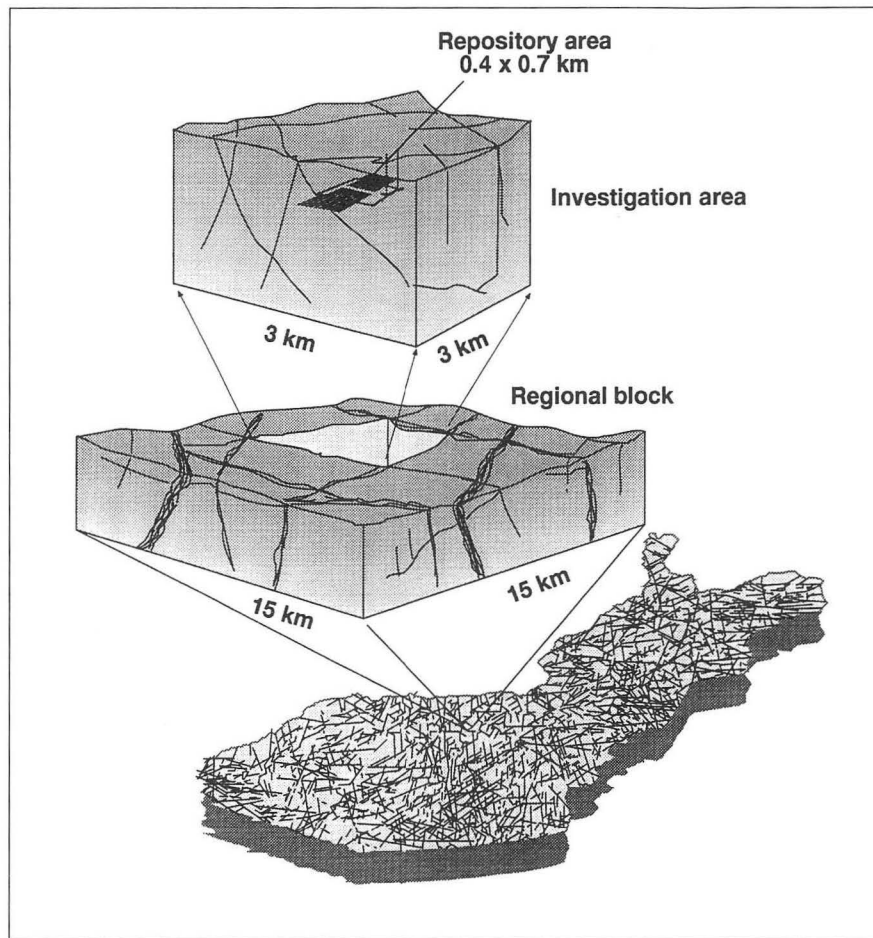 Repository area
0.4 x 0.7 km
Investigation area
3 km
3 km
Regional block
15 km
15 km